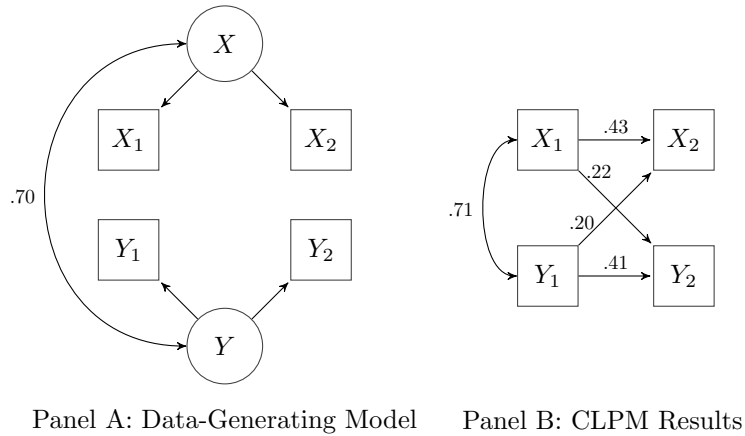 X
X₁ X₂
.70
Y₁ Y₂
Y
Panel A: Data-Generating Model
X₁ .43 X₂
.22
.71
.20
Y₁ .41 Y₂
Panel B: CLPM Results